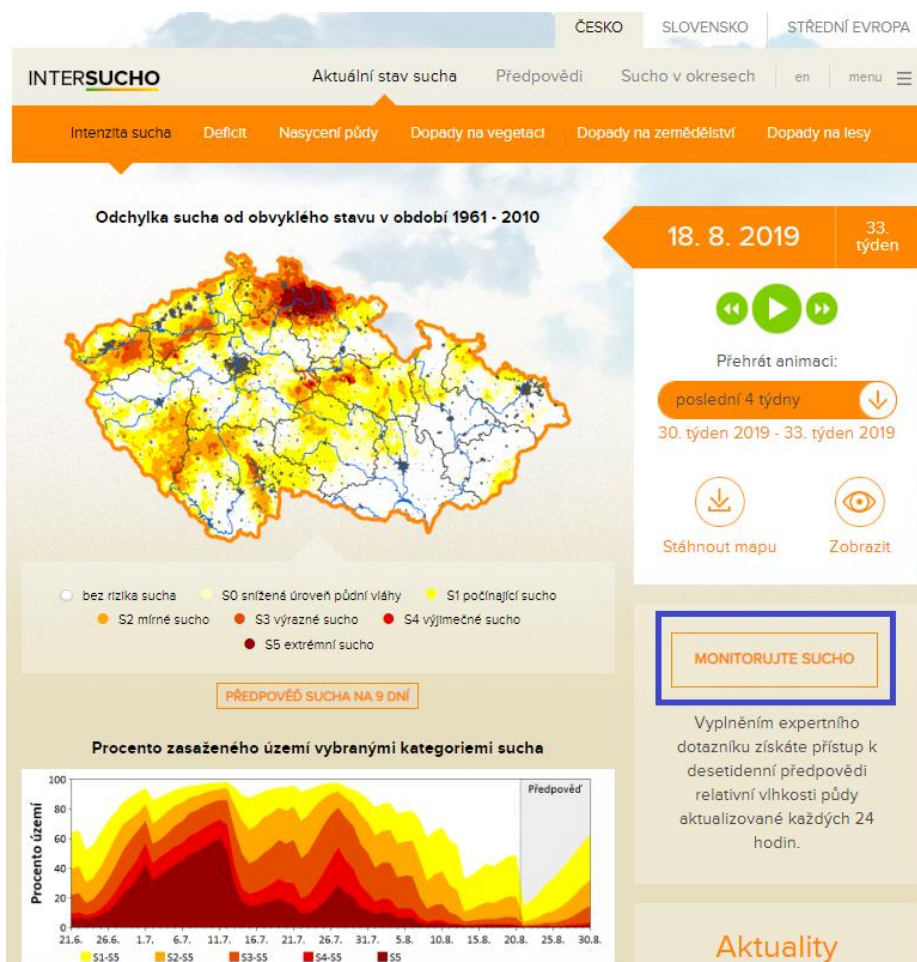 ČESKO SLOVENSKO STŘEDNÍ EVROPA
INTERSUCHO Aktuální stav sucha Předpovědi Sucho v okresech en menu
Intenzita sucha Deficit Nasycení půdy Dopady na vegetaci Dopady na zemědělství Dopady na lesy
Odchylka sucha od obvyklého stavu v období 1961 - 2010
18. 8. 2019
33.
týden
Přehrát animaci:
poslední 4 týdny
30. týden 2019 - 33. týden 2019
Stáhnout mapu Zobrazit
bez rizika sucha S0 snížená úroveň půdní vláhy S1 počínající sucho
S2 mírné sucho S3 výrazné sucho S4 výjimečné sucho
S5 extrémní sucho
PŘEDPOVĚĎ SUCHA NA 9 DNÍ
MONITORUJTE SUCHO
Vyplněním expertního
dotazníku získáte přístup k
desetidenní předpovědi
relativní vlhkosti půdy
aktualizované každých 24
hodin.
Procento zasaženého území vybranými kategoriemi sucha
Procento území
100
80
60
40
20
0
Předpověď
21.6. 26.6. 1.7. 6.7. 11.7. 16.7. 21.7. 26.7. 31.7. 5.8. 10.8. 15.8. 20.8. 25.8. 30.8.
S1-S5 S2-S5 S3-S5 S4-S5 S5
Aktuality